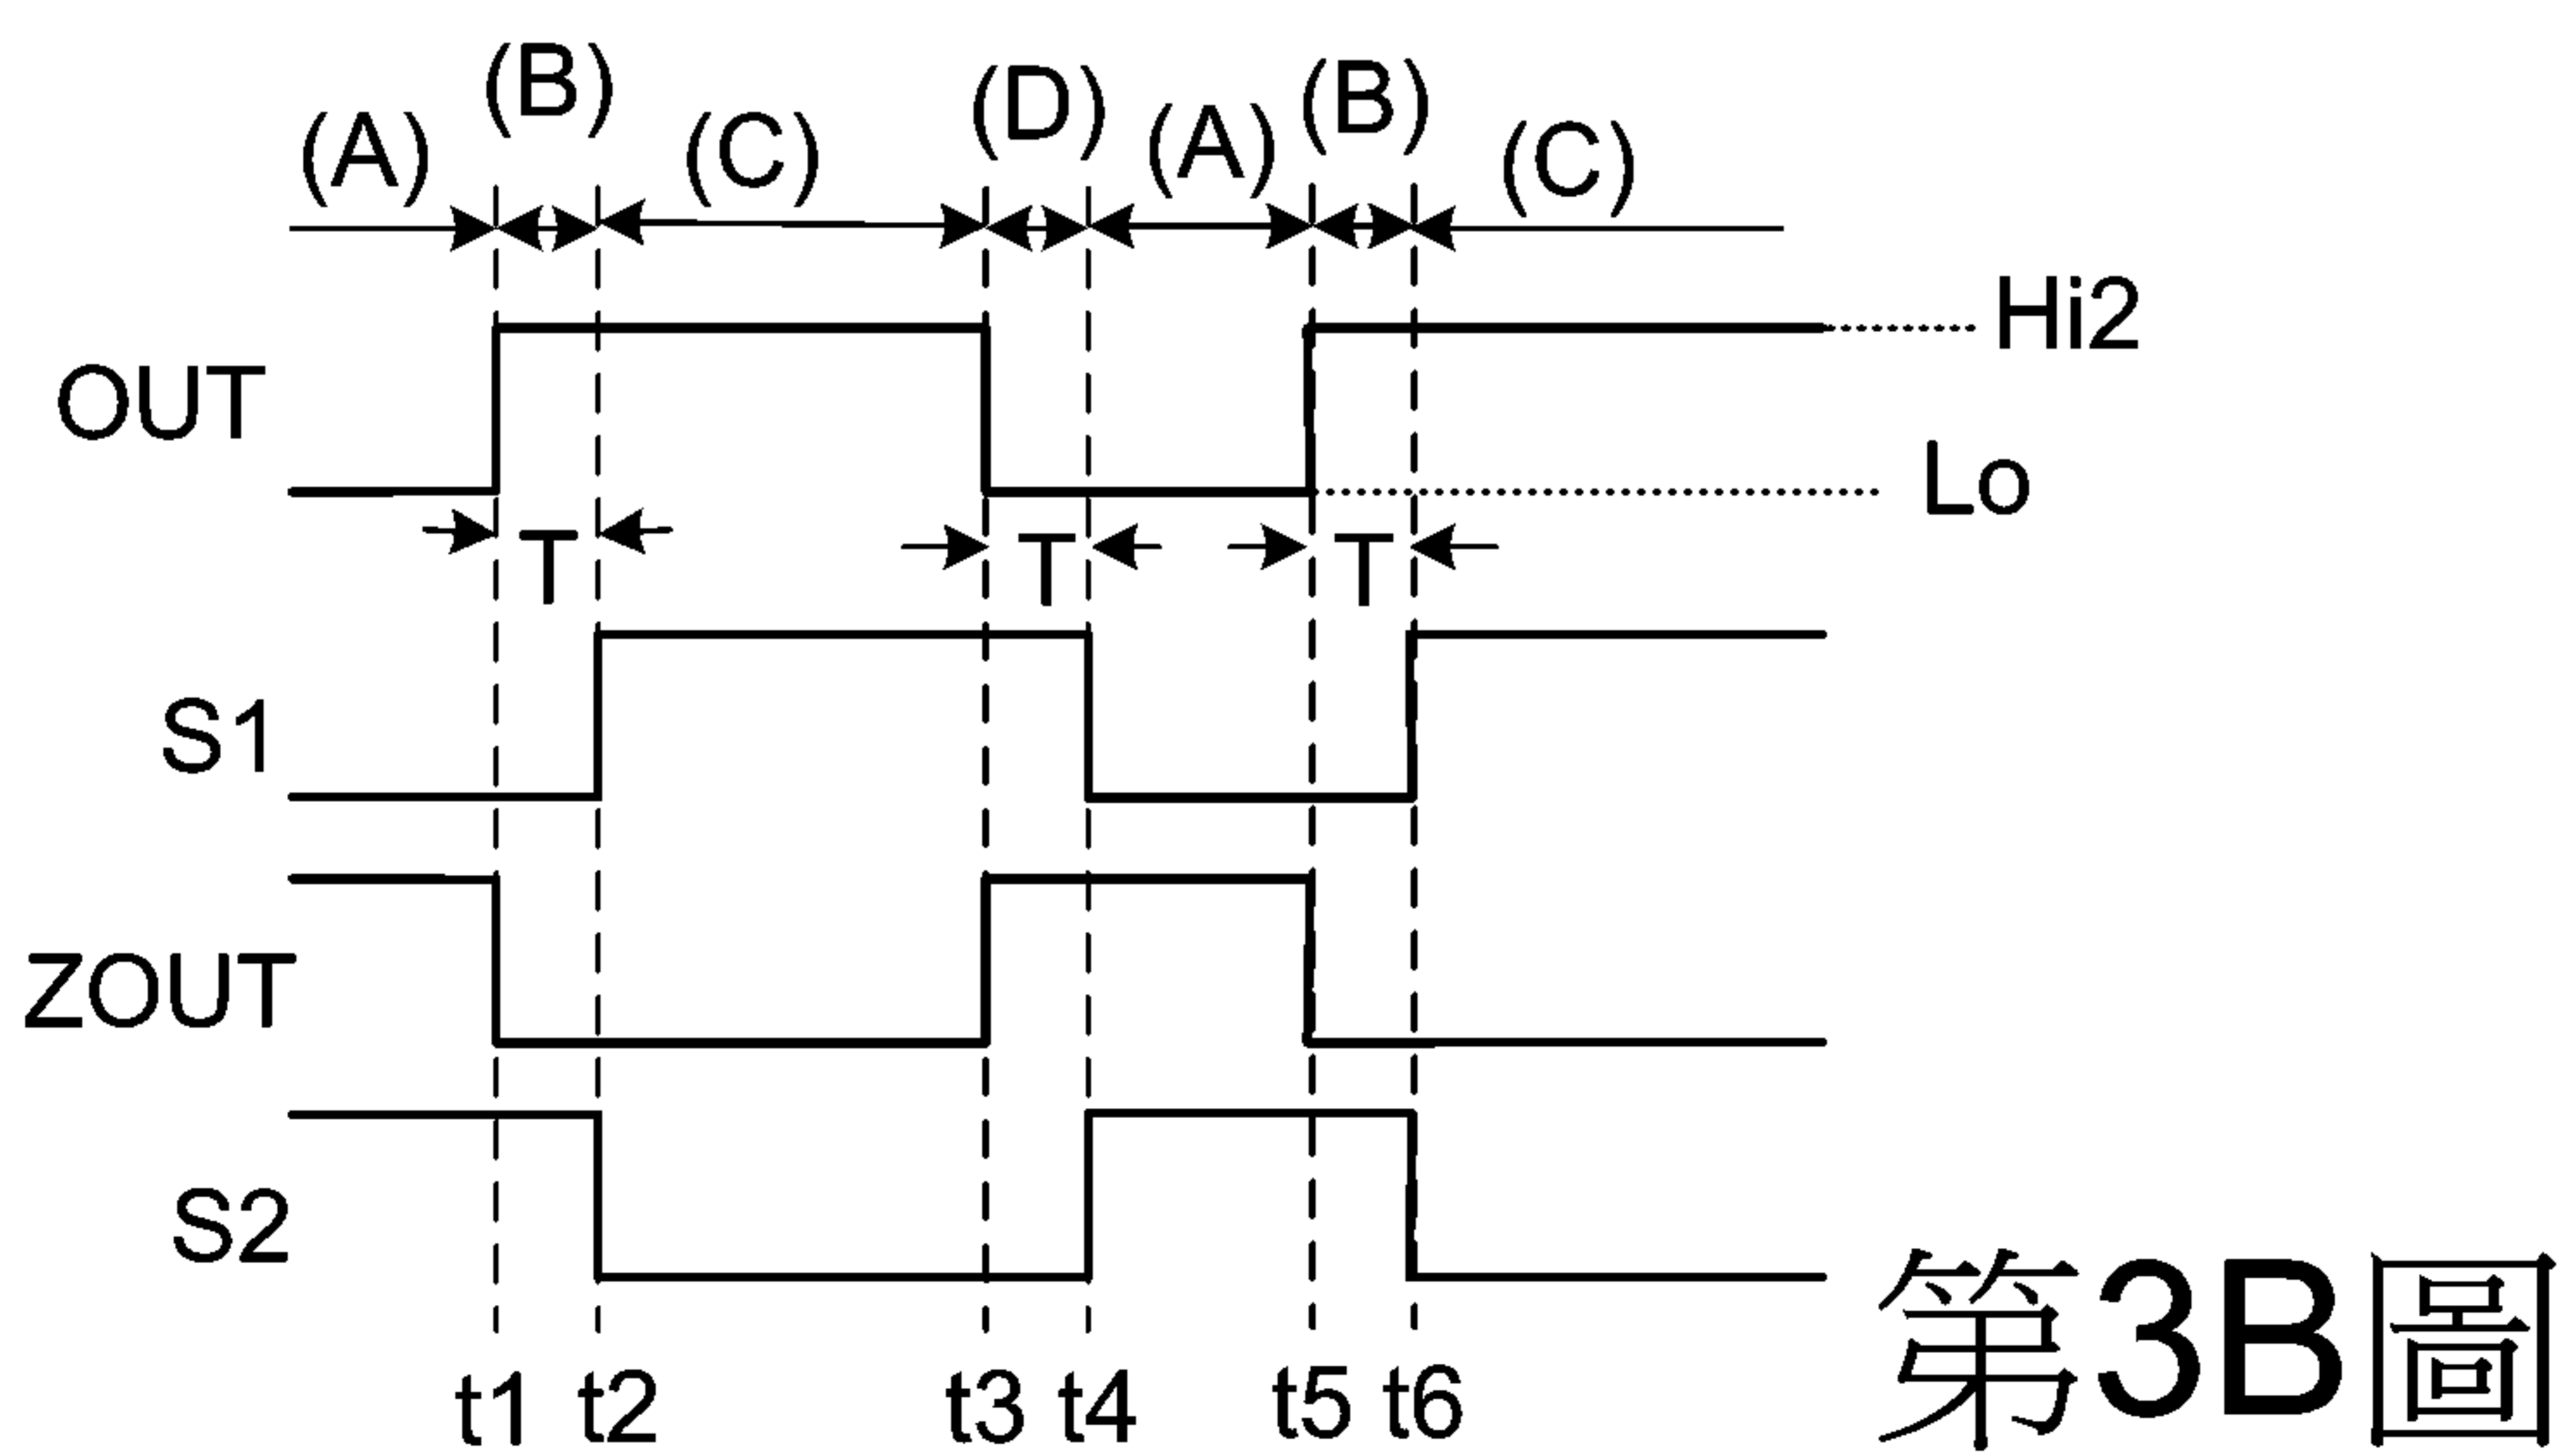 (A) (B) (C) (D) (A) (B) (C)
Hi2
OUT
Lo
T T T
S1
ZOUT
S2
t1 t2 t3 t4 t5 t6
第3B圖